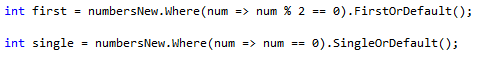 int first = numbersNew.Where(num => num % 2 == 0).FirstOrDefault();
int single = numbersNew.Where(num => num == 0).SingleOrDefault();